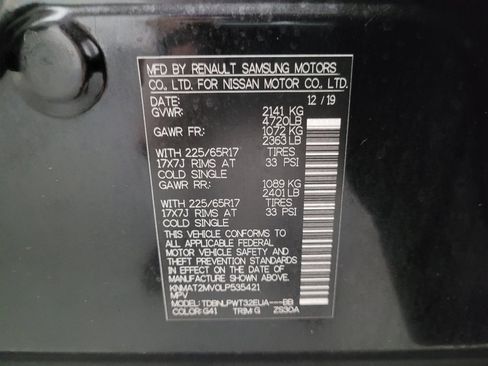 MFD BY RENAULT SAMSUNG MOTORS
CO., LTD. FOR NISSAN MOTOR CO., LTD.
DATE: 12 / 19
GVWR: 2141 KG
4720LB
GAWR FR: 1072 KG
2363 LB
WITH 225/65R17 TIRES
17X7J RIMS AT 33 PSI
COLD SINGLE
GAWR RR: 1089 KG
2401 LB
WITH 225/65R17 TIRES
17X7J RIMS AT 33 PSI
COLD SINGLE
THIS VEHICLE CONFORMS TO
ALL APPLICABLE FEDERAL
MOTOR VEHICLE SAFETY AND
THEFT PREVENTION
STANDARDS IN EFFECT ON THE
DATE OF MANUFACTURE
SHOWN ABOVE.
KNMAT2MV0LP535421
MPV
MODEL: TDBNLPWT32EUA---BB
COLOR: G41 TRIM: G ZS30A